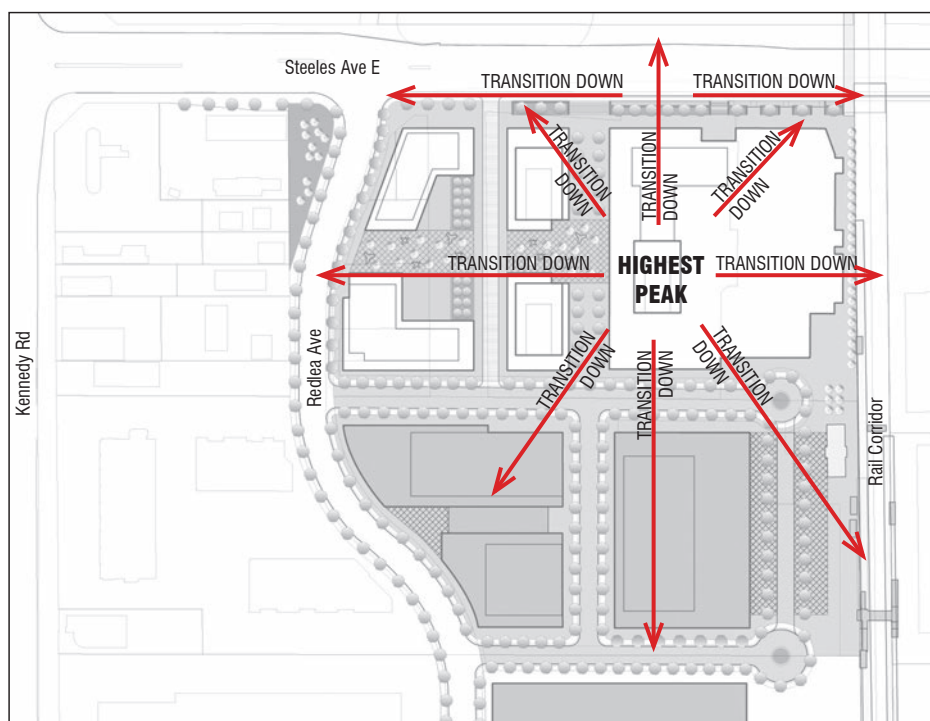 Steeles Ave E
TRANSITION DOWN
TRANSITION DOWN
TRANSITION
DOWN
TRANSITION
DOWN
TRANSITION
DOWN
TRANSITION DOWN
HIGHEST
PEAK
TRANSITION DOWN
Kennedy Rd
Redlea Ave
TRANSITION
DOWN
TRANSITION
DOWN
TRANSITION
DOWN
Rail Corridor